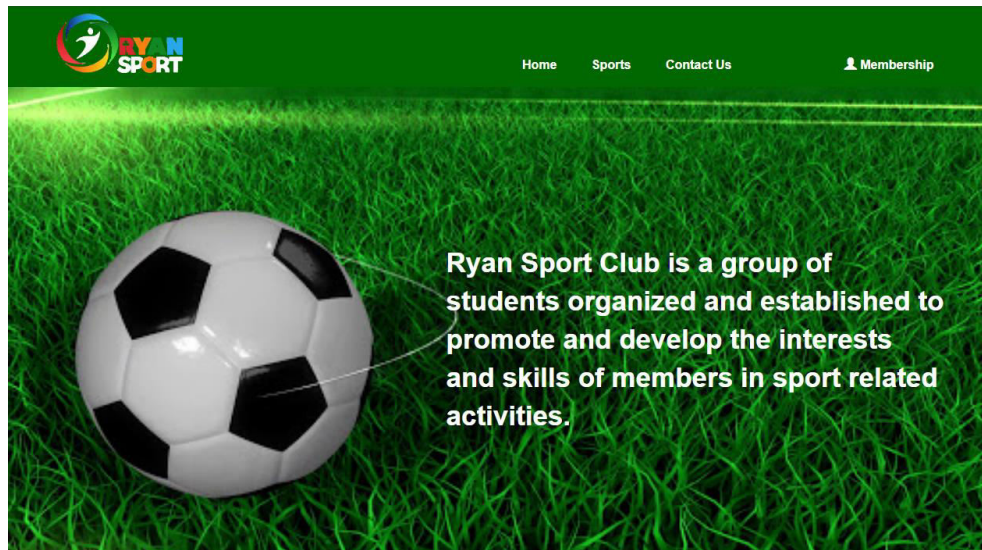 RYAN
SPORT
Home
Sports
Contact Us
Membership
Ryan Sport Club is a group of
students organized and established to
promote and develop the interests
and skills of members in sport related
activities.